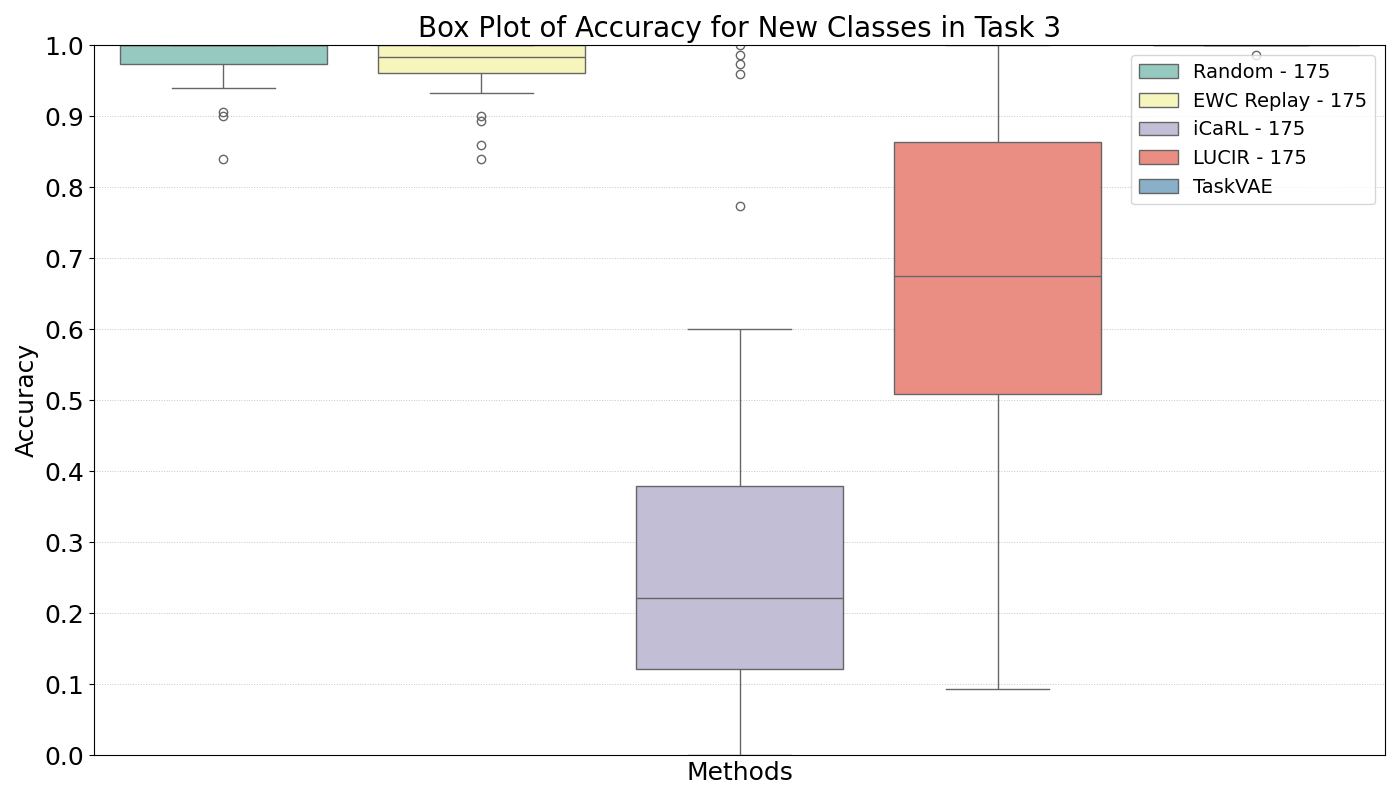 Box Plot of Accuracy for New Classes in Task 3
1.0
0.9
0.8
0.7
0.6
0.5
0.4
0.3
0.2
0.1
0.0
Accuracy
Methods
Random - 175
EWC Replay - 175
iCaRL - 175
LUCIR - 175
TaskVAE